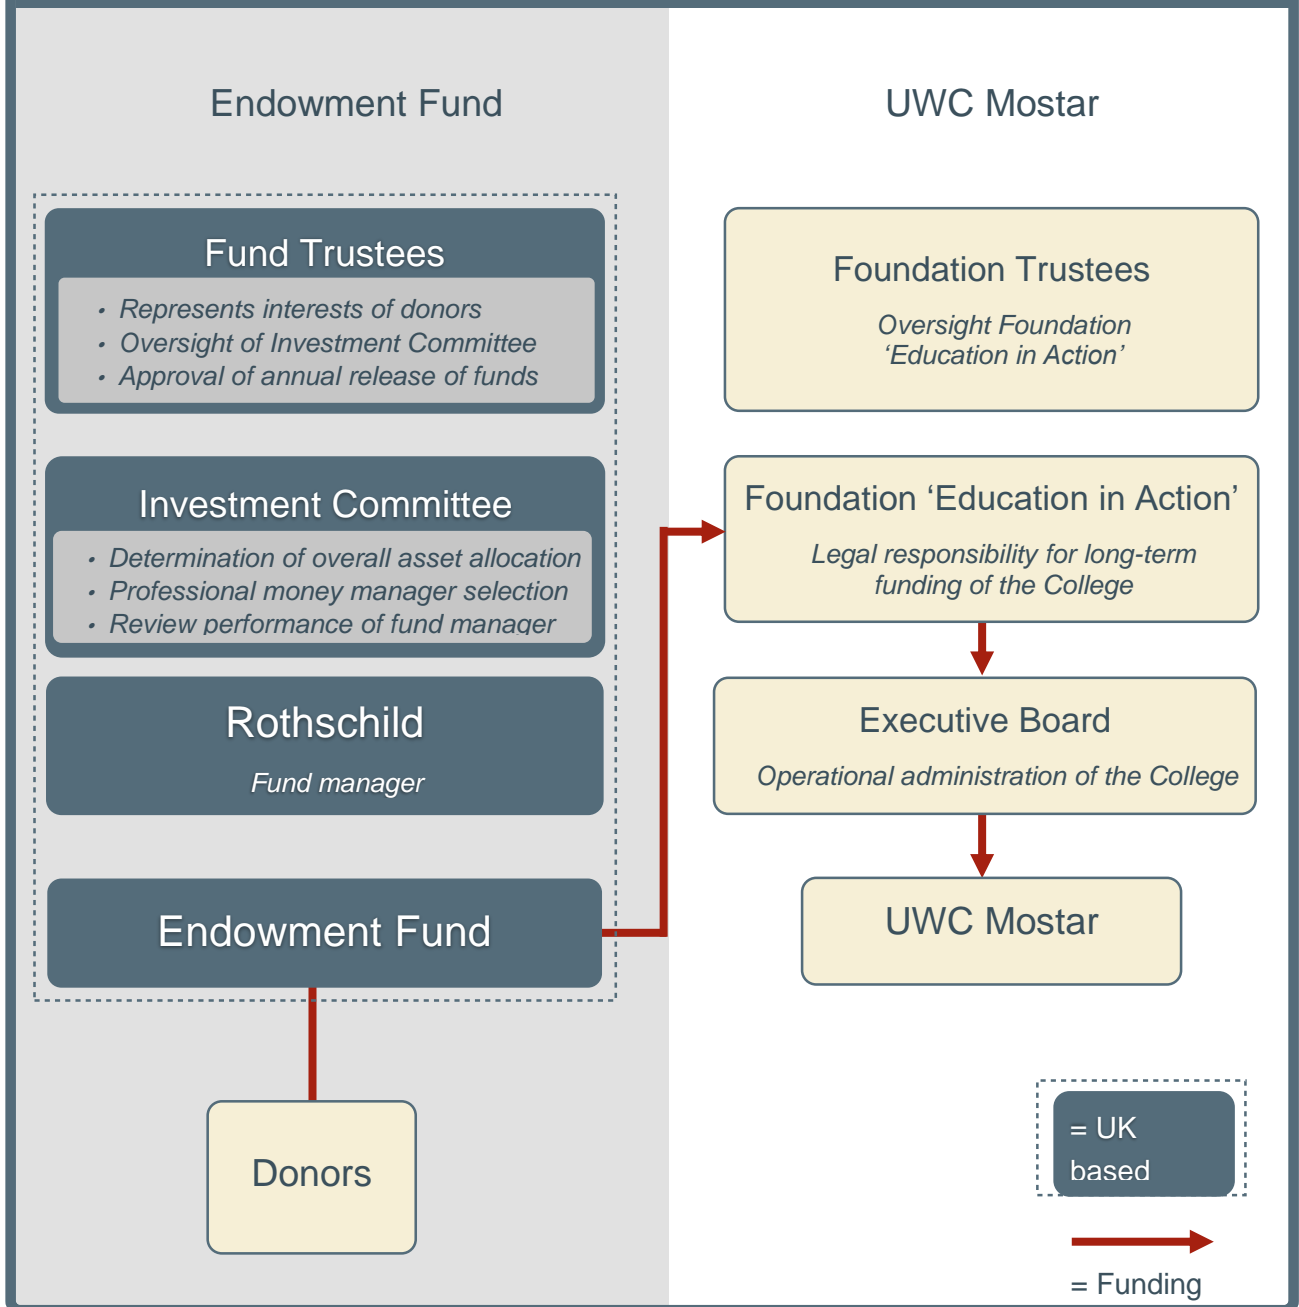 Endowment Fund
UWC Mostar
Fund Trustees
• Represents interests of donors
• Oversight of Investment Committee
• Approval of annual release of funds
Investment Committee
• Determination of overall asset allocation
• Professional money manager selection
• Review performance of fund manager
Rothschild
Fund manager
Endowment Fund
Donors
Foundation Trustees
Oversight Foundation
‘Education in Action’
Foundation ‘Education in Action’
Legal responsibility for long-term
funding of the College
Executive Board
Operational administration of the College
UWC Mostar
= UK
based
= Funding